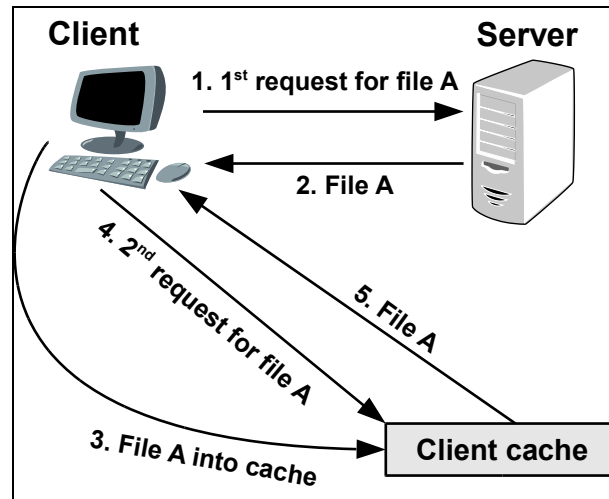 Client
Server
1. 1st request for file A
2. File A
4. 2nd request for file A
5. File A
3. File A into cache
Client cache